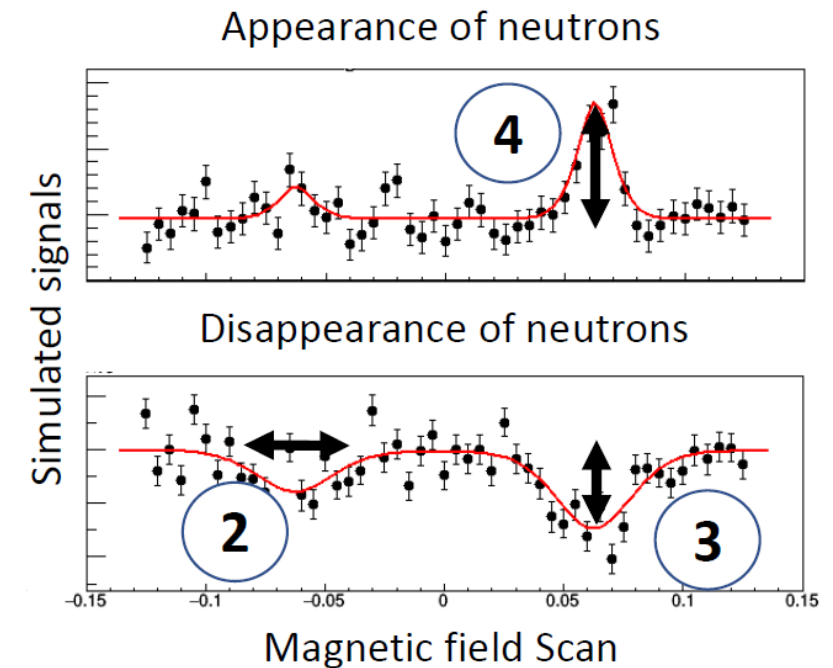 Appearance of neutrons
4
Simulated signals
Disappearance of neutrons
2
3
−0.15 −0.1 −0.05 0 0.05 0.1 0.15
Magnetic field Scan